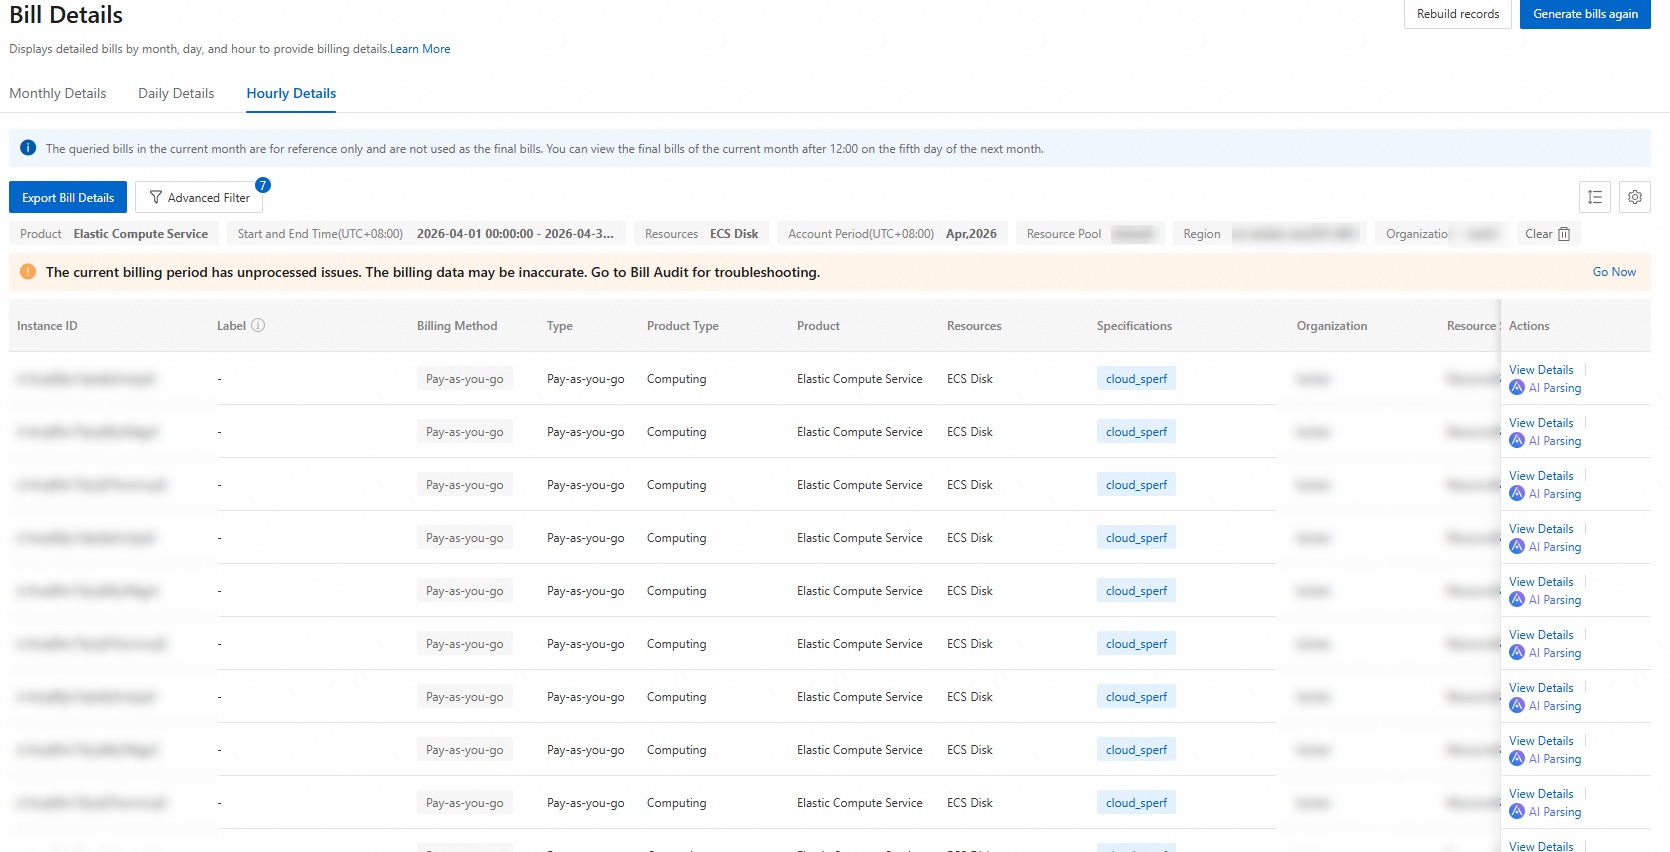 Bill Details
Rebuild records
Generate bills again
Displays detailed bills by month, day, and hour to provide billing details.Learn More
Monthly Details Daily Details Hourly Details
The queried bills in the current month are for reference only and are not used as the final bills. You can view the final bills of the current month after 12:00 on the fifth day of the next month.
Export Bill Details Advanced Filter 7
Product Elastic Compute Service Start and End Time(UTC+08:00) 2026-04-01 00:00:00 - 2026-04-3... Resources ECS Disk Account Period(UTC+08:00) Apr,2026 Resource Pool Region Organizatio Clear
The current billing period has unprocessed issues. The billing data may be inaccurate. Go to Bill Audit for troubleshooting. Go Now
Instance ID Label Billing Method Type Product Type Product Resources Specifications Organization Resource Actions
- Pay-as-you-go Pay-as-you-go Computing Elastic Compute Service ECS Disk cloud_sperf View Details
AI Parsing
- Pay-as-you-go Pay-as-you-go Computing Elastic Compute Service ECS Disk cloud_sperf View Details
AI Parsing
- Pay-as-you-go Pay-as-you-go Computing Elastic Compute Service ECS Disk cloud_sperf View Details
AI Parsing
- Pay-as-you-go Pay-as-you-go Computing Elastic Compute Service ECS Disk cloud_sperf View Details
AI Parsing
- Pay-as-you-go Pay-as-you-go Computing Elastic Compute Service ECS Disk cloud_sperf View Details
AI Parsing
- Pay-as-you-go Pay-as-you-go Computing Elastic Compute Service ECS Disk cloud_sperf View Details
AI Parsing
- Pay-as-you-go Pay-as-you-go Computing Elastic Compute Service ECS Disk cloud_sperf View Details
AI Parsing
- Pay-as-you-go Pay-as-you-go Computing Elastic Compute Service ECS Disk cloud_sperf View Details
AI Parsing
- Pay-as-you-go Pay-as-you-go Computing Elastic Compute Service ECS Disk cloud_sperf View Details
AI Parsing
View Details